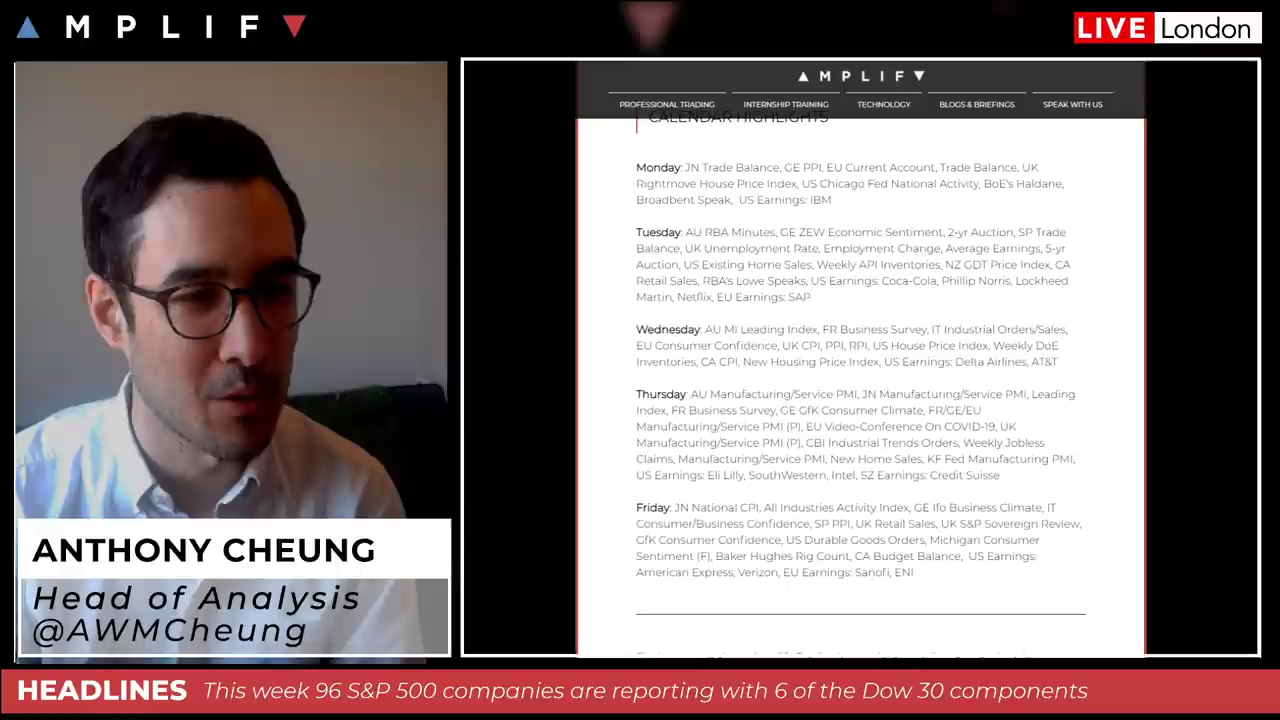 AMPLIFY
LIVE London
AMPLIFY
PROFESSIONAL TRADING INTERNSHIP TRAINING TECHNOLOGY BLOGS & BRIEFINGS SPEAK WITH US
CALENDAR HIGHLIGHTS
Monday: JN Trade Balance, GE PPI, EU Current Account, Trade Balance, UK
Rightmove House Price Index, US Chicago Fed National Activity, BoE's Haldane,
Broadbent Speak, US Earnings: IBM
Tuesday: AU RBA Minutes, GE ZEW Economic Sentiment, 2-yr Auction, SP Trade
Balance, UK Unemployment Rate, Employment Change, Average Earnings, 5-yr
Auction, US Existing Home Sales, Weekly API Inventories, NZ GDT Price Index, CA
Retail Sales, RBA's Lowe Speaks, US Earnings: Coca-Cola, Phillip Norris, Lockheed
Martin, Netflix, EU Earnings: SAP
Wednesday: AU MI Leading Index, FR Business Survey, IT Industrial Orders/Sales,
EU Consumer Confidence, UK CPI, PPI, RPI, US House Price Index, Weekly DoE
Inventories, CA CPI, New Housing Price Index, US Earnings: Delta Airlines, AT&T
Thursday: AU Manufacturing/Service PMI, JN Manufacturing/Service PMI, Leading
Index, FR Business Survey, GE GfK Consumer Climate, FR/GE/EU
Manufacturing/Service PMI (P), EU Video-Conference On COVID-19, UK
Manufacturing/Service PMI (P), CBI Industrial Trends Orders, Weekly Jobless
Claims, Manufacturing/Service PMI, New Home Sales, KF Fed Manufacturing PMI,
US Earnings: Eli Lilly, SouthWestern, Intel, SZ Earnings: Credit Suisse
Friday: JN National CPI, All Industries Activity Index, GE Ifo Business Climate, IT
Consumer/Business Confidence, SP PPI, UK Retail Sales, UK S&P Sovereign Review,
GfK Consumer Confidence, US Durable Goods Orders, Michigan Consumer
Sentiment (F), Baker Hughes Rig Count, CA Budget Balance, US Earnings:
American Express, Verizon, EU Earnings: Sanofi, ENI
ANTHONY CHEUNG
Head of Analysis
@AWMCheung
HEADLINES This week 96 S&P 500 companies are reporting with 6 of the Dow 30 components